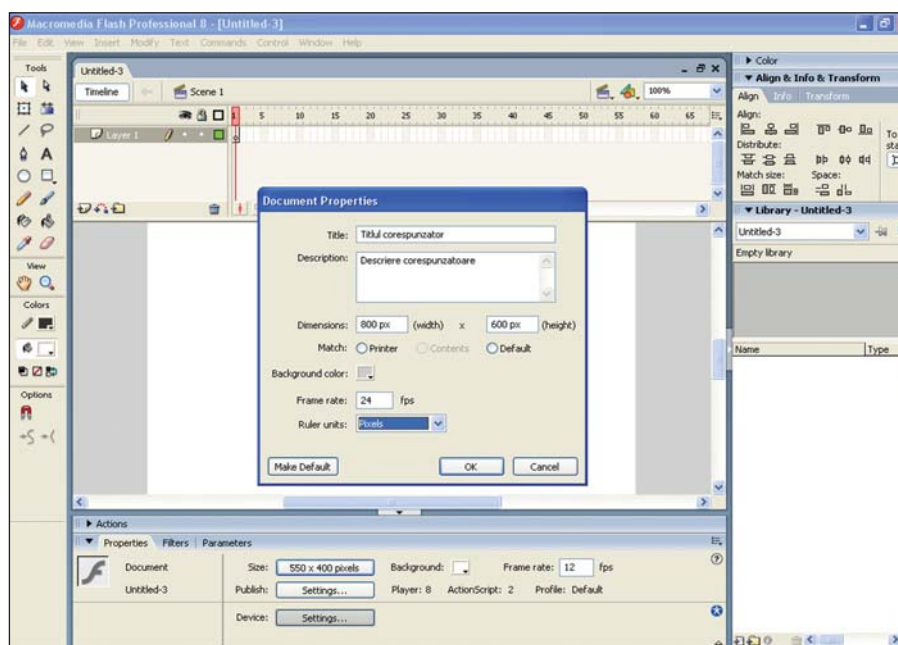 Macromedia Flash Professional 8 - [Untitled-3]
File Edit View Insert Modify Text Commands Control Window Help
Tools
View
Colors
Options
Untitled-3
Timeline Scene 1 100%
1 5 10 15 20 25 30 35 40 45 50 55 60 65
Layer 1
Document Properties
Title: Titlul corespunzator
Description: Descriere corespunzatoare
Dimensions: 800 px (width) x 600 px (height)
Match: Printer Contents Default
Background color:
Frame rate: 24 fps
Ruler units: Pixels
Make Default OK Cancel
Actions
Properties Filters Parameters
Document Size: 550 x 400 pixels Background: Frame rate: 12 fps
Untitled-3 Publish: Settings... Player: 8 ActionScript: 2 Profile: Default
Device: Settings...
Color
Align & Info & Transform
Align Info Transform
Align:
To
Distribute:
Match size: Space:
Library - Untitled-3
Untitled-3
Empty library
Name Type